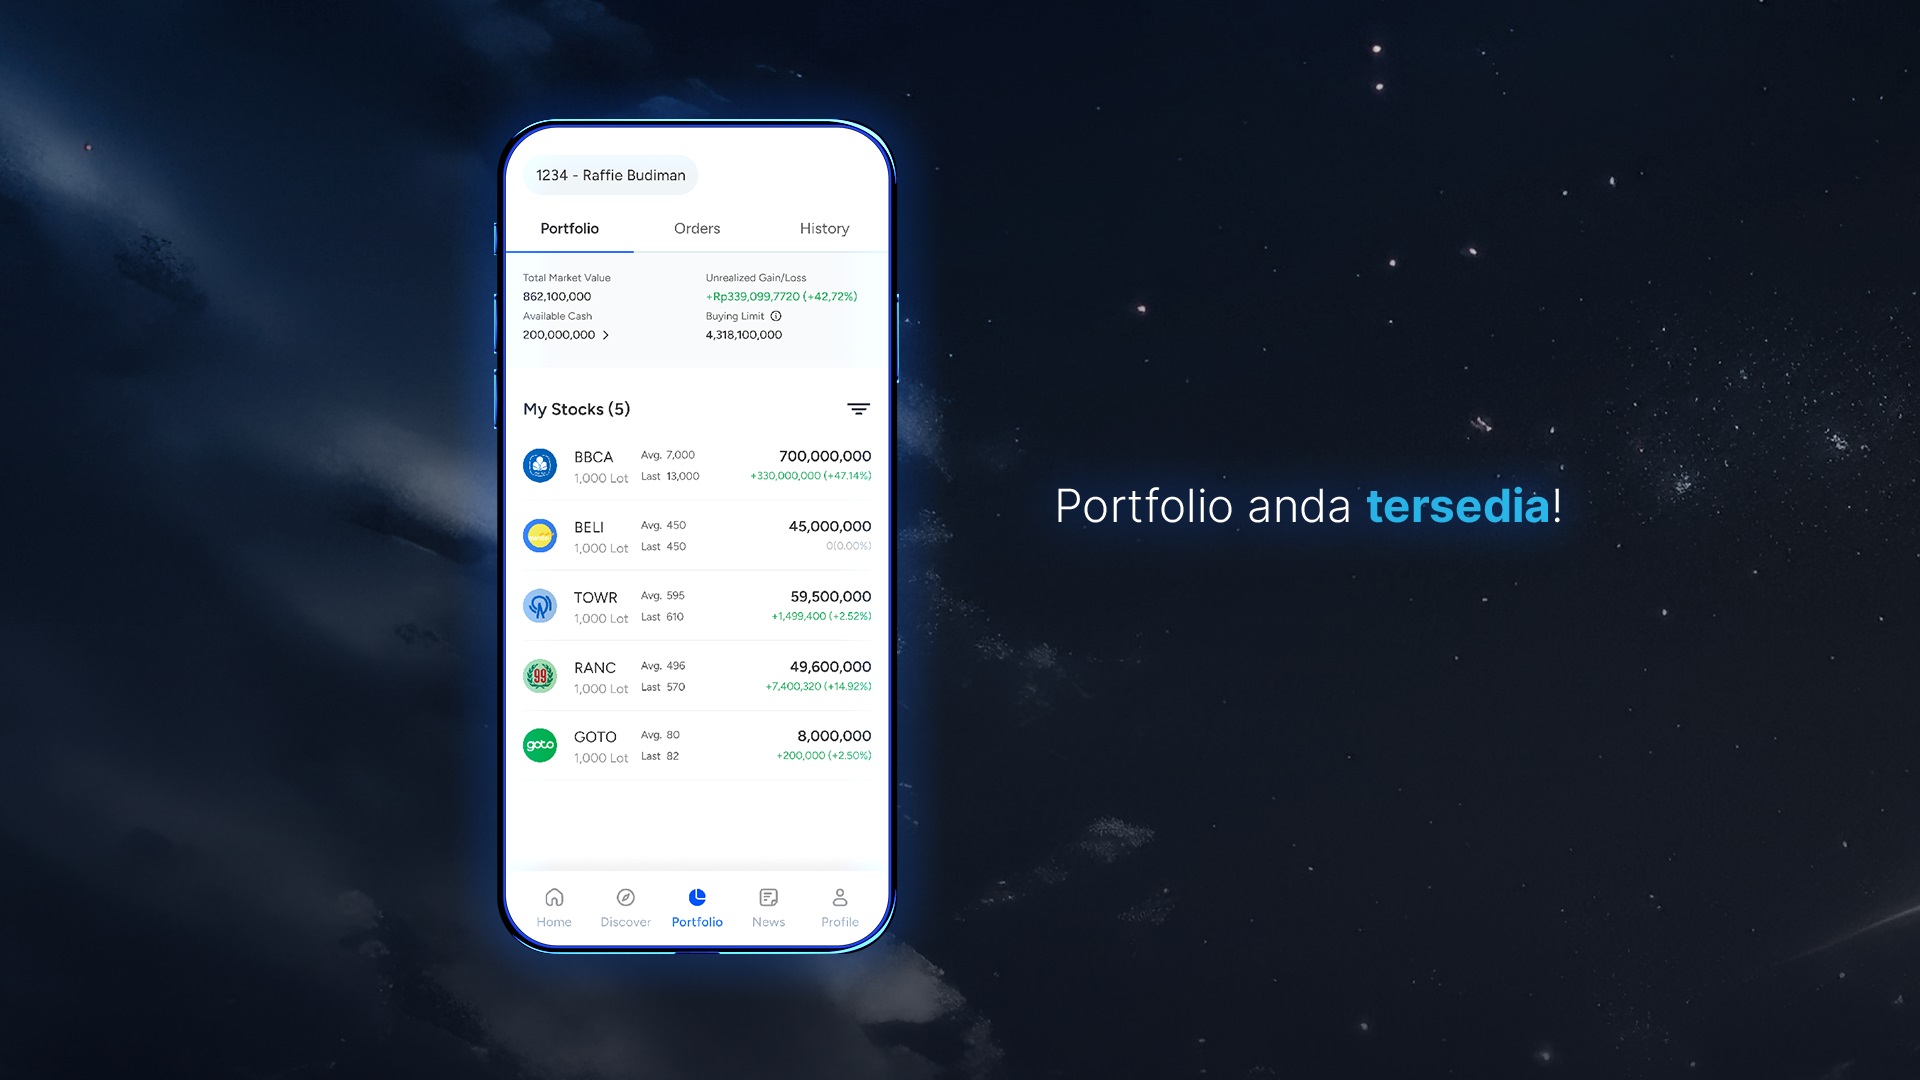 1234 - Raffie Budiman
Portfolio Orders History
Total Market Value Unrealized Gain/Loss
862,100,000 +Rp339,099,7720 (+42,72%)
Available Cash Buying Limit
200,000,000 4,318,100,000
My Stocks (5)
BBCA Avg. 7,000 700,000,000
1,000 Lot Last 13,000 +330,000,000 (+47.14%)
BELI Avg. 450 45,000,000
1,000 Lot Last 450 0(0.00%)
TOWR Avg. 595 59,500,000
1,000 Lot Last 610 +1,499,400 (+2.52%)
99
RANC Avg. 496 49,600,000
1,000 Lot Last 570 +7,400,320 (+14.92%)
goto
GOTO Avg. 80 8,000,000
1,000 Lot Last 82 +200,000 (+2.50%)
Home Discover Portfolio News Profile
Portfolio anda tersedia!